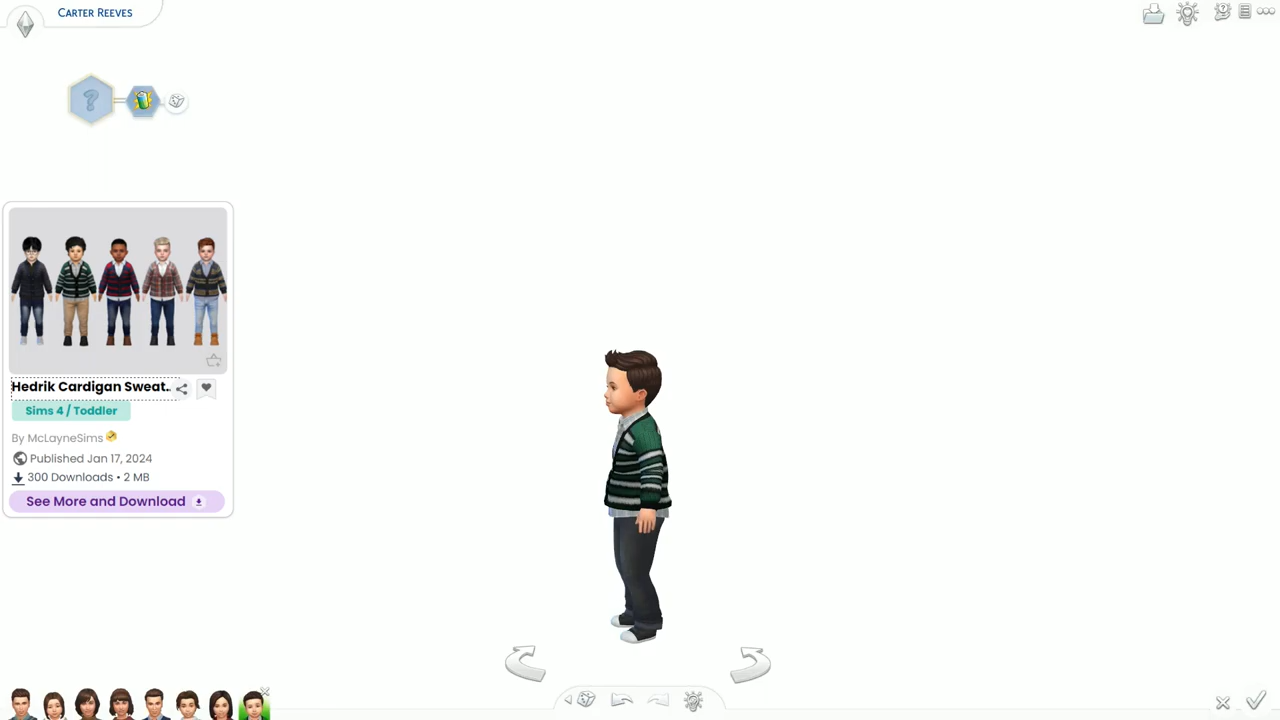 CARTER REEVES
?
Hedrik Cardigan Sweat..
Sims 4 / Toddler
By McLayneSims
Published Jan 17, 2024
300 Downloads • 2 MB
See More and Download